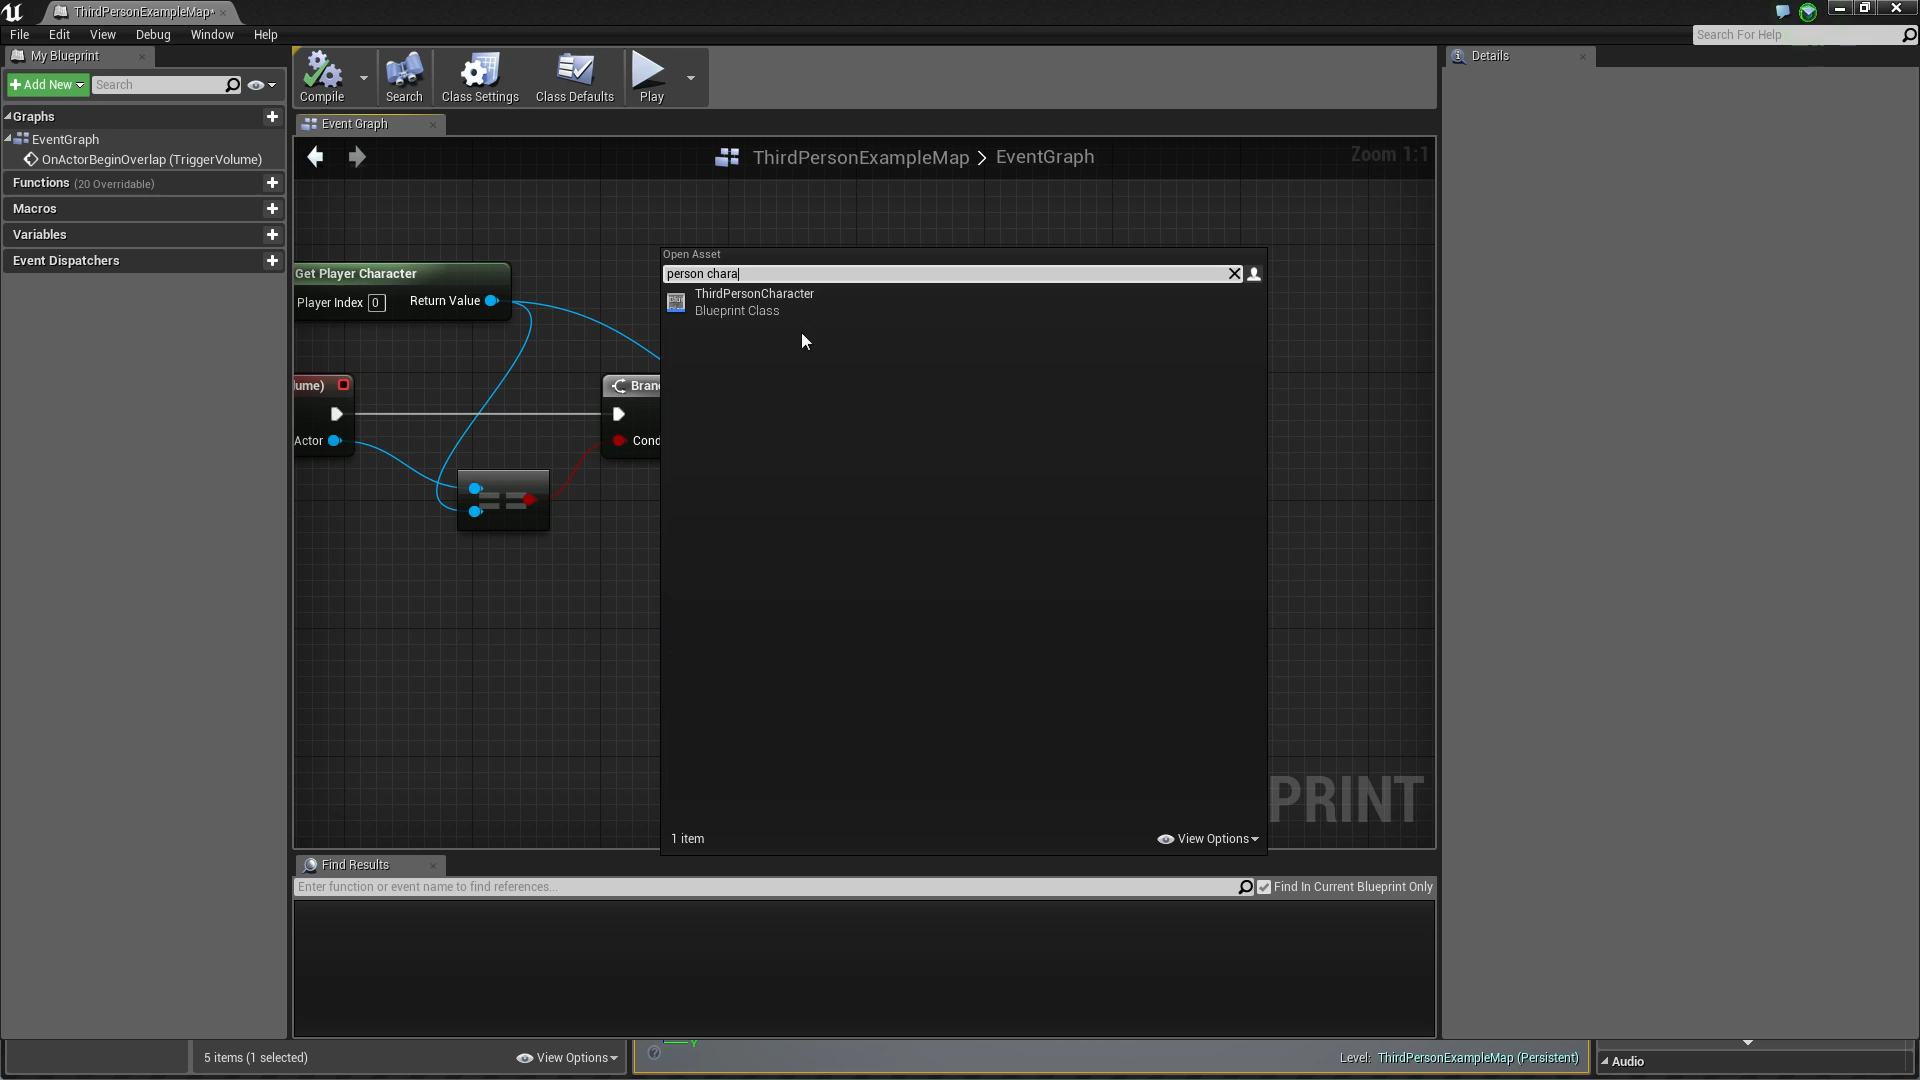 ThirdPersonExampleMap*
File Edit View Debug Window Help
Search For Help
My Blueprint
Add New Search
Graphs
EventGraph
OnActorBeginOverlap (TriggerVolume)
Functions (20 Overridable)
Macros
Variables
Event Dispatchers
Compile Search Class Settings Class Defaults Play
Event Graph
ThirdPersonExampleMap > EventGraph
Zoom 1:1
Get Player Character
Player Index 0 Return Value
lume)
Actor
Bran
Cond
Open Asset
person chara
ThirdPersonCharacter
Blueprint Class
1 item
View Options
PRINT
Find Results
Enter function or event name to find references...
Find In Current Blueprint Only
Details
5 items (1 selected)
View Options
Y
Level: ThirdPersonExampleMap (Persistent)
Audio